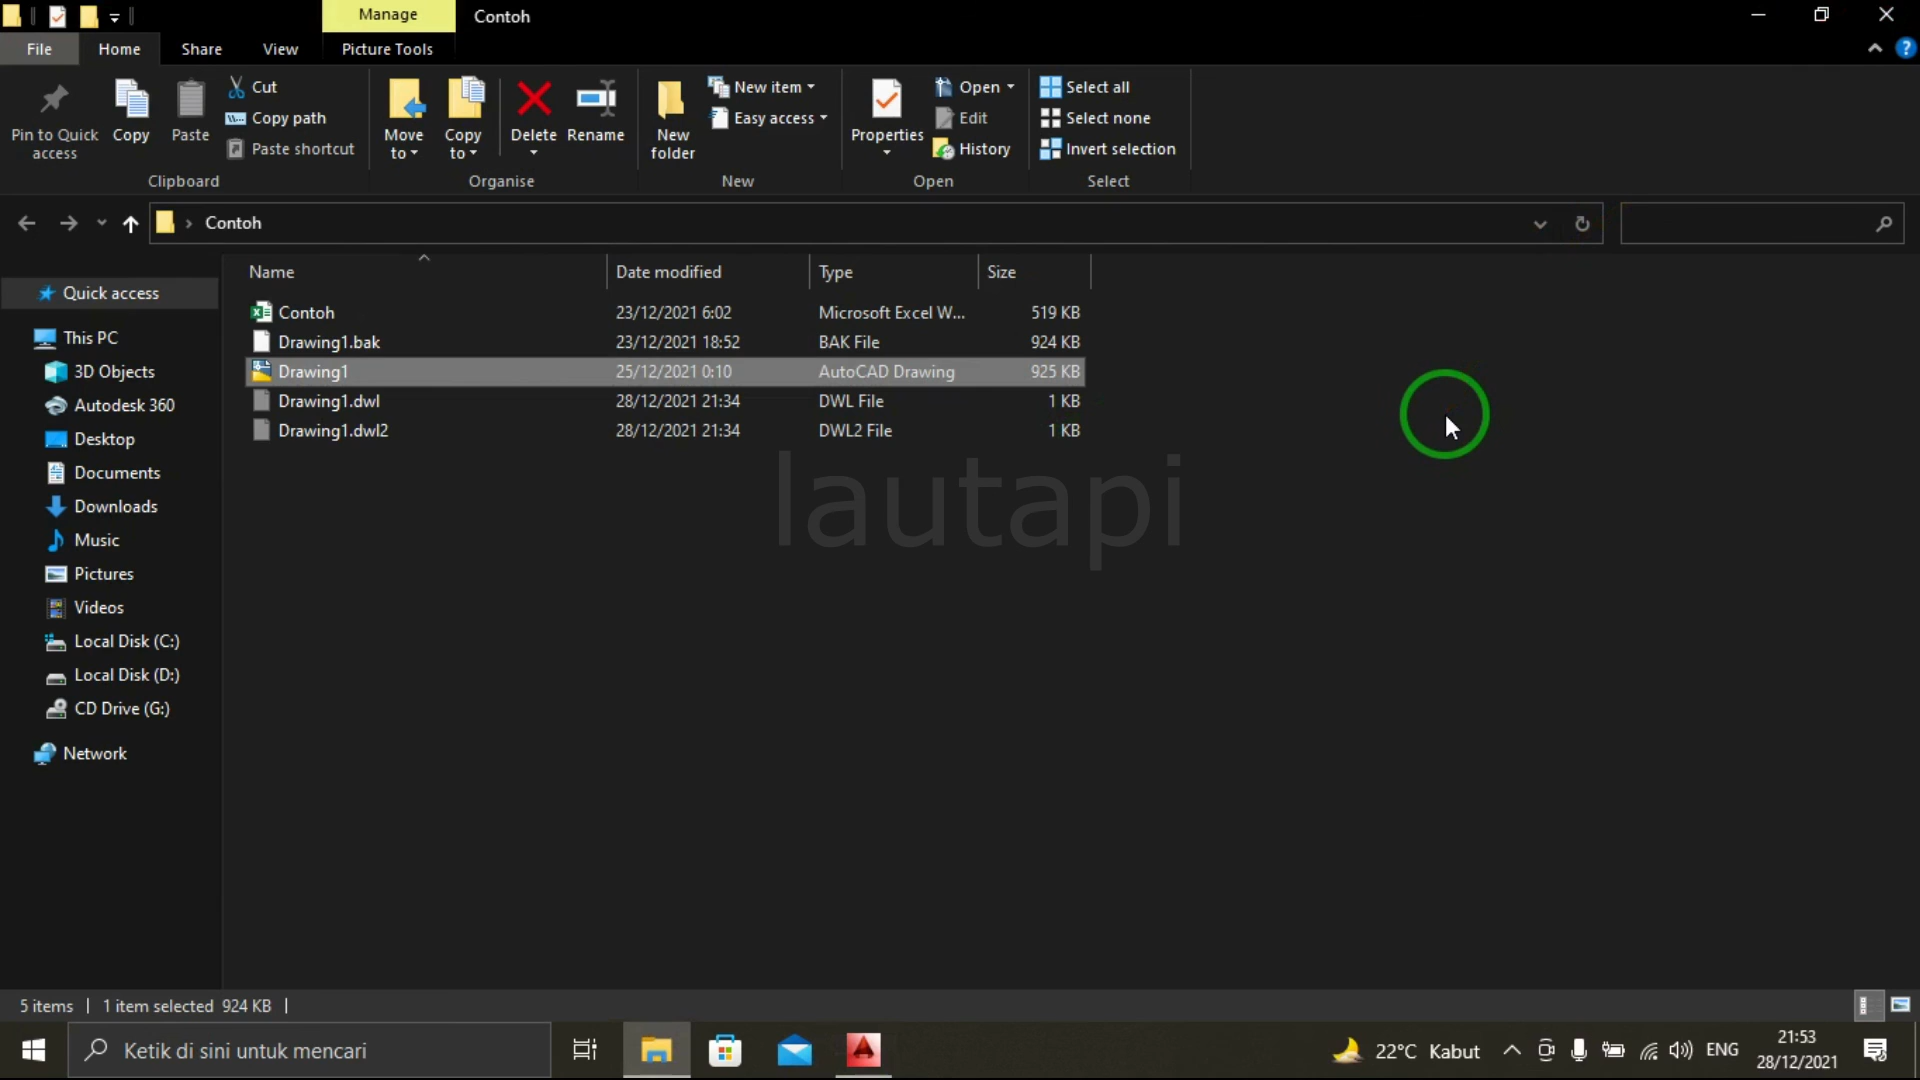 Manage
Contoh
File
Home
Share
View
Picture Tools
Pin to Quick access
Copy
Paste
Cut
Copy path
Paste shortcut
Clipboard
Move to
Copy to
Delete
Rename
Organise
New folder
New item
Easy access
New
Properties
Open
Edit
History
Open
Select all
Select none
Invert selection
Select
Contoh
Name Date modified Type Size
Contoh 23/12/2021 6:02 Microsoft Excel W... 519 KB
Drawing1.bak 23/12/2021 18:52 BAK File 924 KB
Drawing1 25/12/2021 0:10 AutoCAD Drawing 925 KB
Drawing1.dwl 28/12/2021 21:34 DWL File 1 KB
Drawing1.dwl2 28/12/2021 21:34 DWL2 File 1 KB
Quick access
This PC
3D Objects
Autodesk 360
Desktop
Documents
Downloads
Music
Pictures
Videos
Local Disk (C:)
Local Disk (D:)
CD Drive (G:)
Network
lautapi
5 items 1 item selected 924 KB
Ketik di sini untuk mencari
22°C Kabut
ENG
21:53
28/12/2021